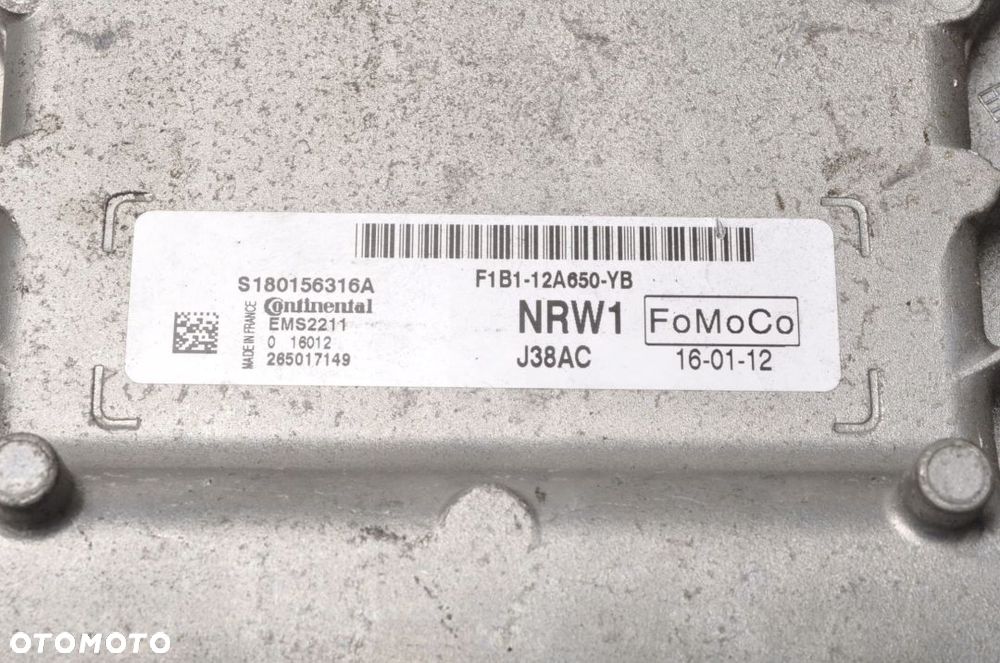 S180156316A
Continental
MADE IN FRANCE
EMS2211
0 16012
265017149
F1B1-12A650-YB
NRW1
FoMoCo
J38AC
16-01-12
OTOMOTO